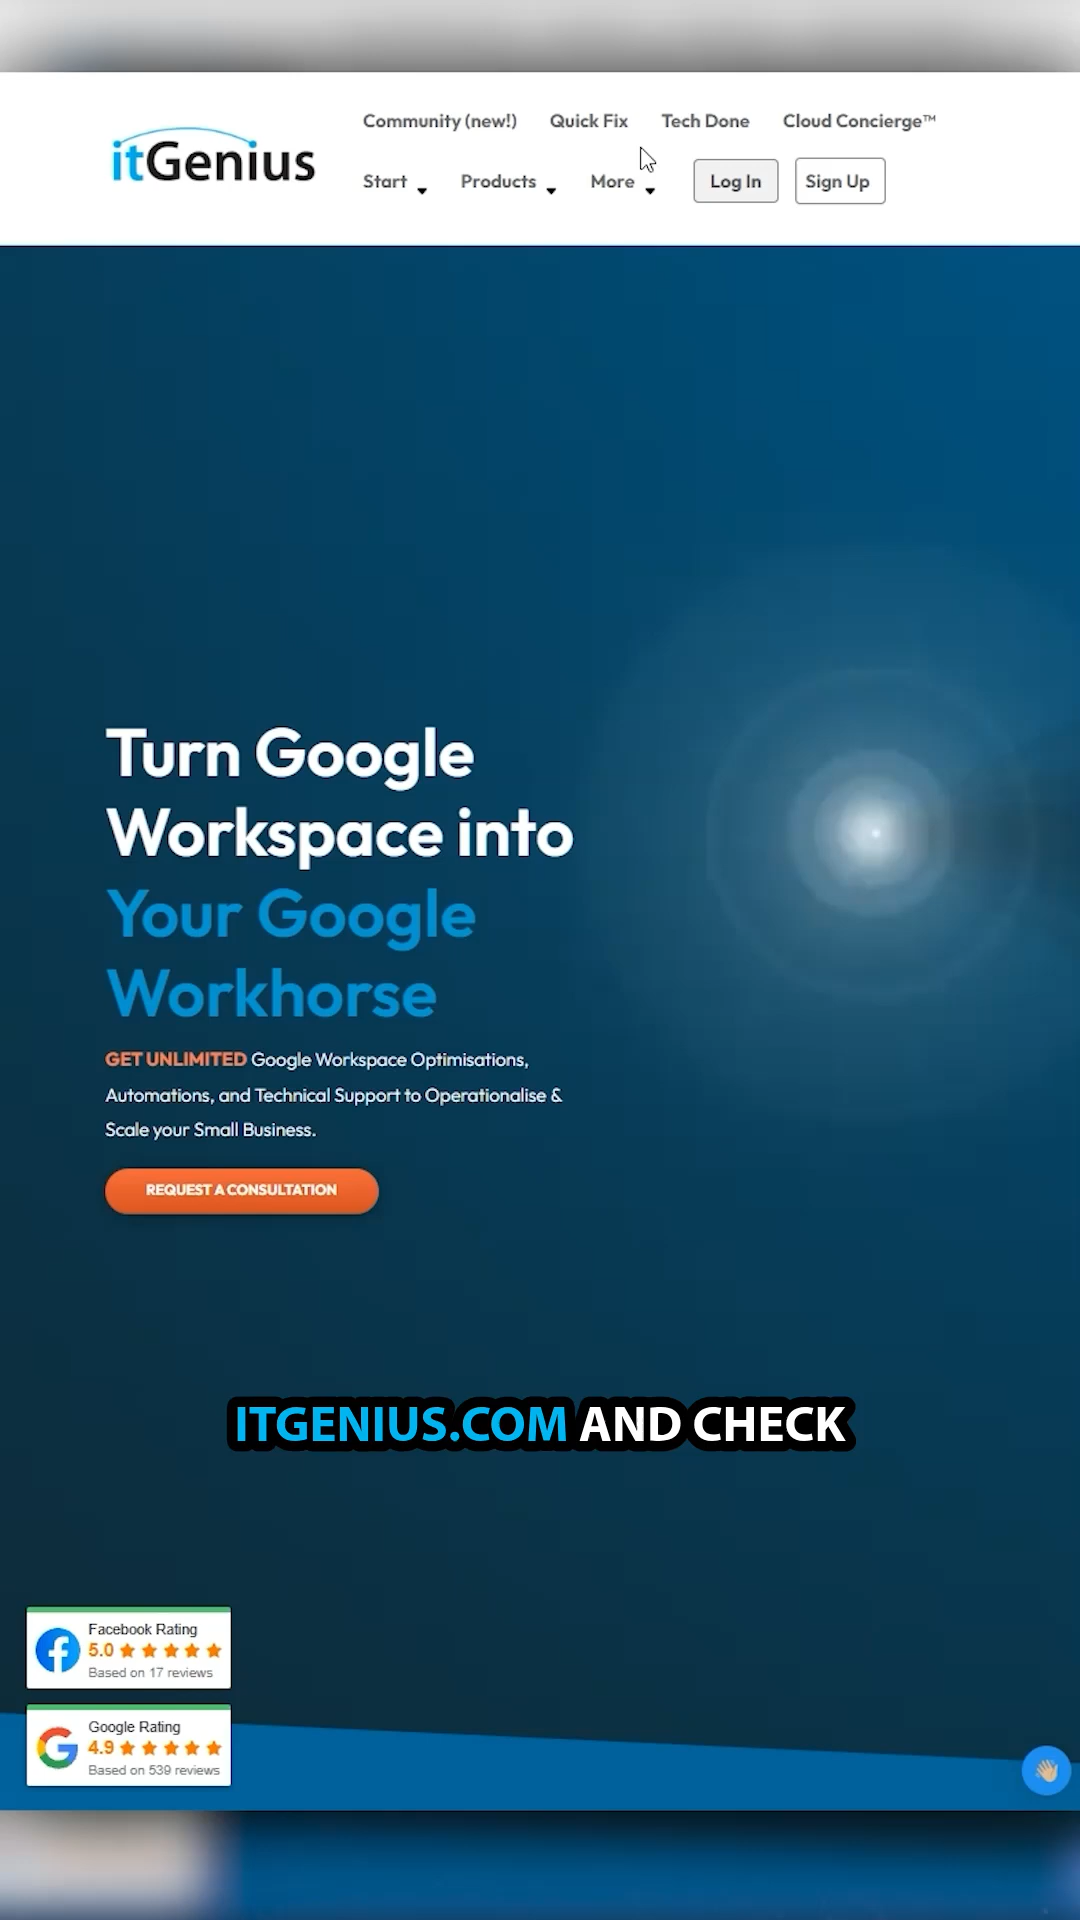 itGenius
Community (new!) Quick Fix Tech Done Cloud Concierge™
Start Products More Log In Sign Up
Turn Google
Workspace into
Your Google
Workhorse
GET UNLIMITED Google Workspace Optimisations,
Automations, and Technical Support to Operationalise &
Scale your Small Business.
REQUEST A CONSULTATION
ITGENIUS.COM AND CHECK
Facebook Rating
5.0
Based on 17 reviews
Google Rating
4.9
Based on 539 reviews